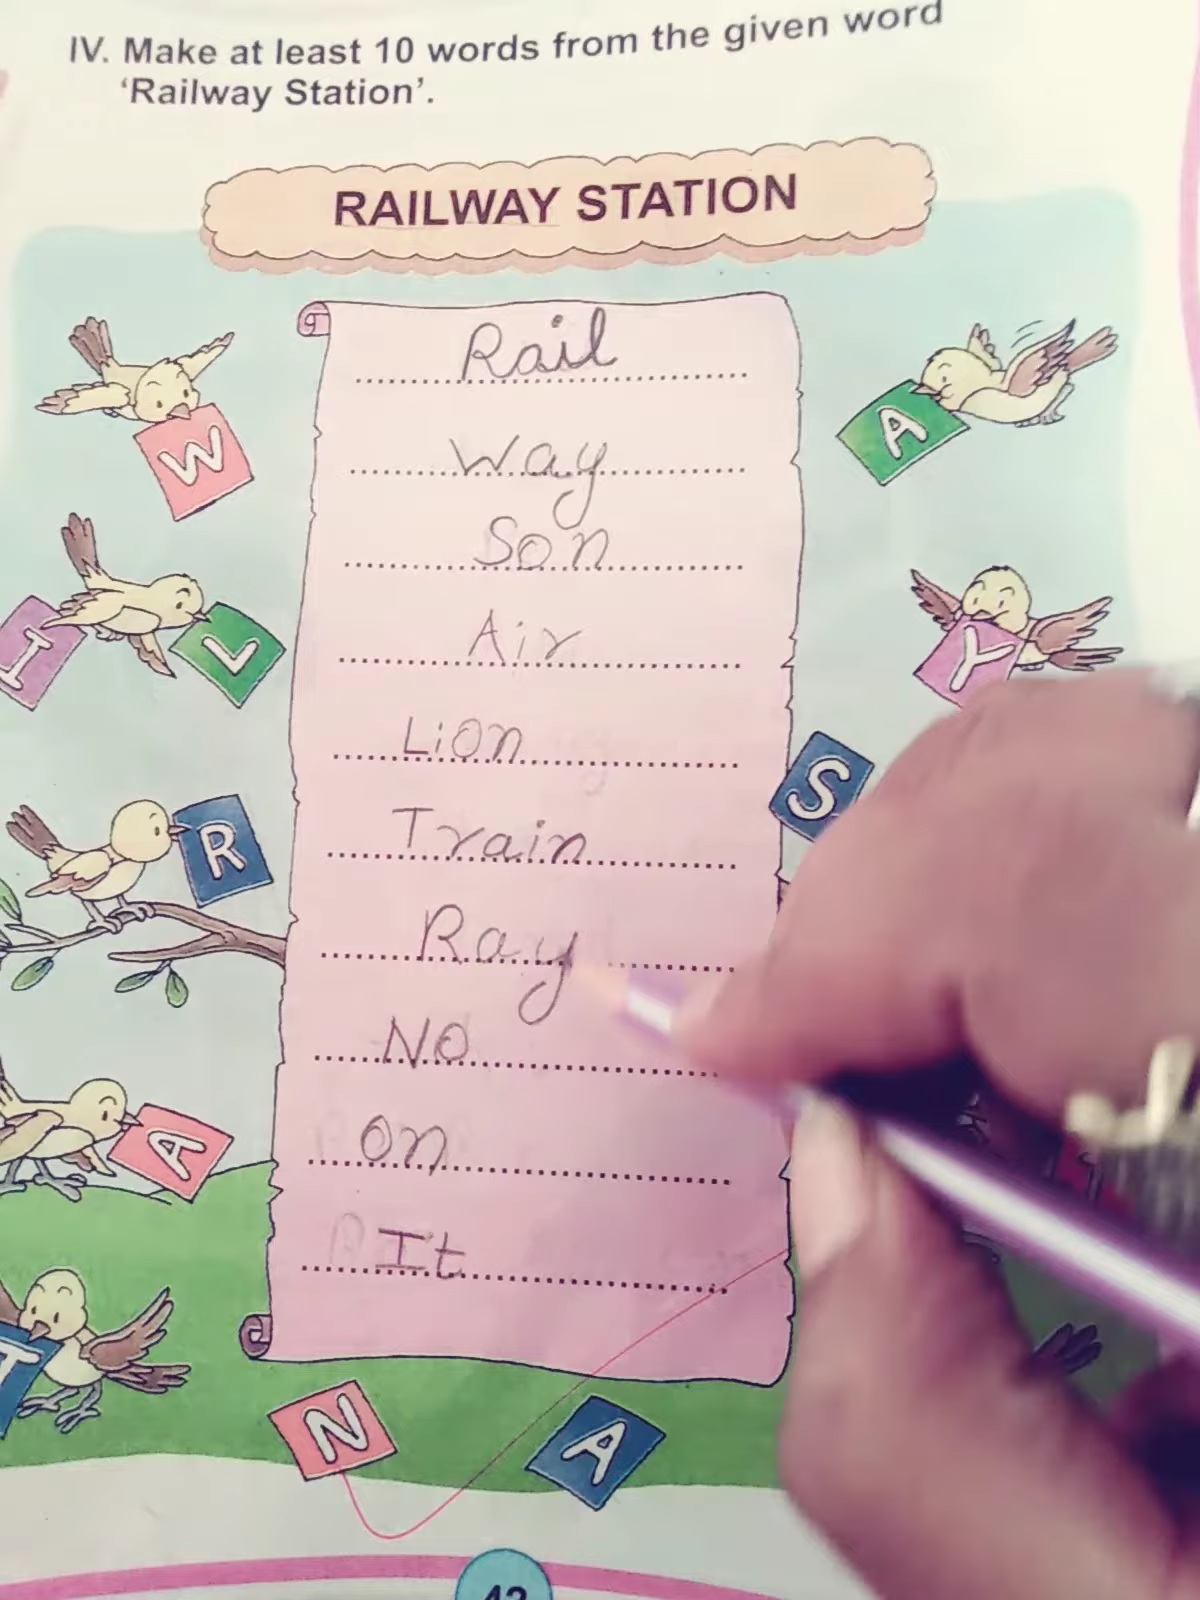 IV. Make at least 10 words from the given word
'Railway Station'.
RAILWAY STATION
Rail
Way
Son
Air
Lion
Train
Ray
No
On
It
W
A
I
L
Y
S
R
A
T
N
A